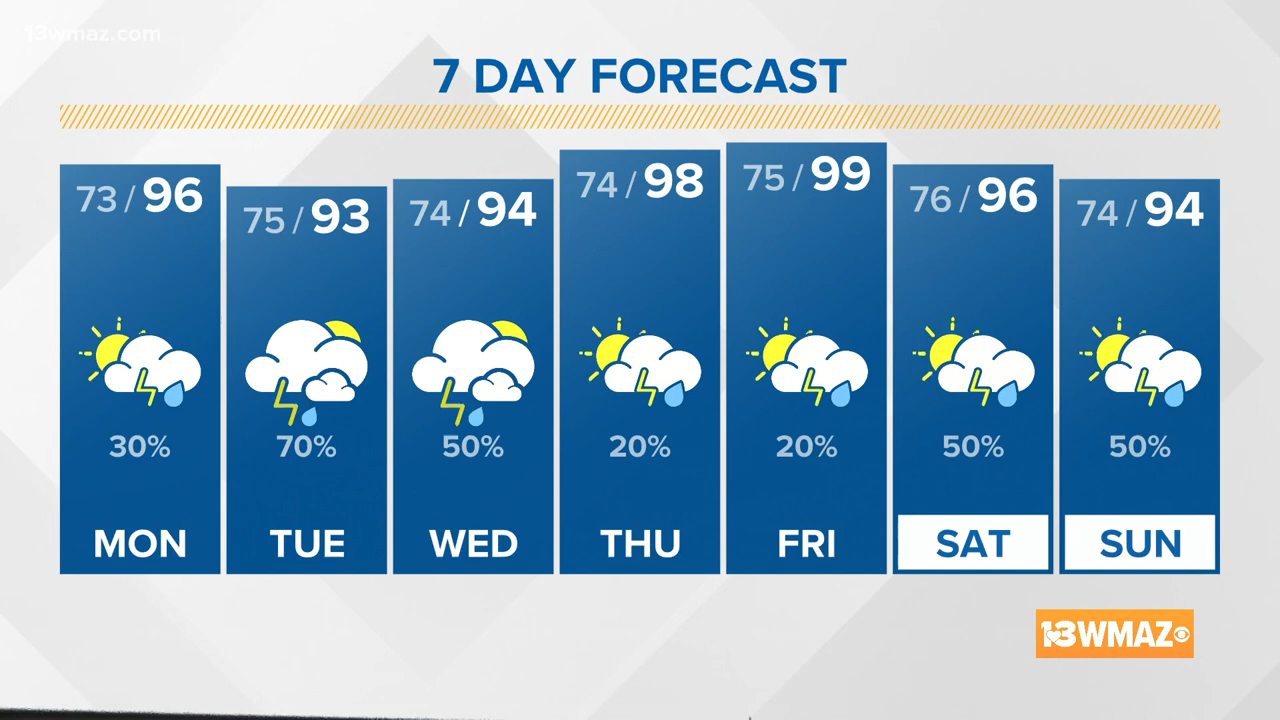 13wmaz.com
7 DAY FORECAST
73 / 96
75 / 93
74 / 94
74 / 98
75 / 99
76 / 96
74 / 94
30%
70%
50%
20%
20%
50%
50%
MON
TUE
WED
THU
FRI
SAT
SUN
13WMAZ